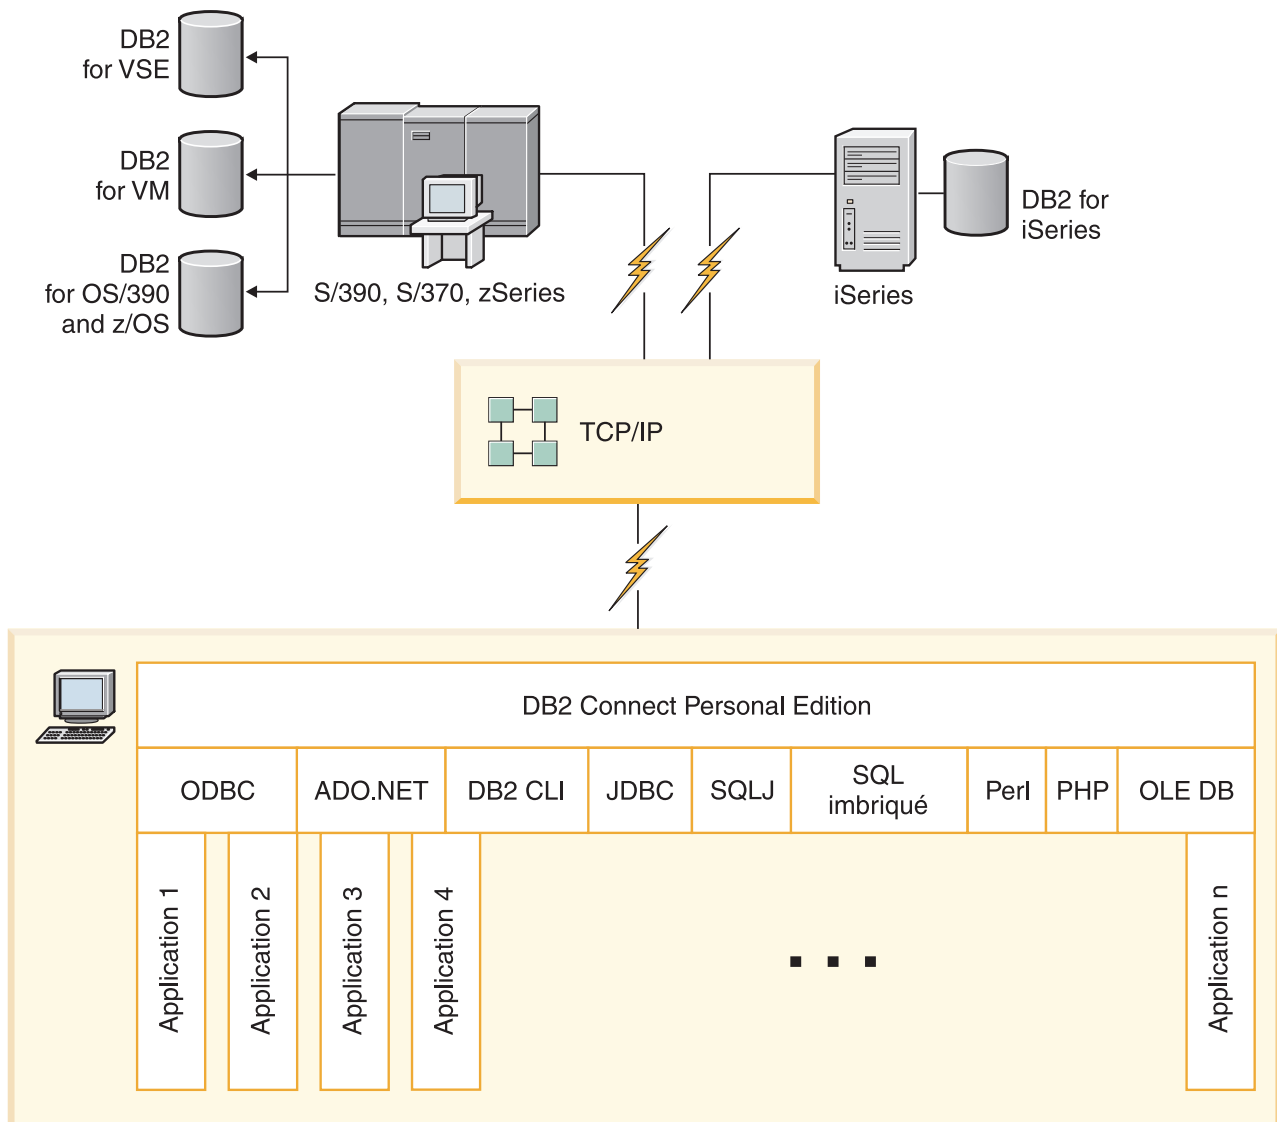 DB2
for VSE
DB2
for VM
DB2
for OS/390
and z/OS
S/390, S/370, zSeries
iSeries
DB2 for
iSeries
TCP/IP
DB2 Connect Personal Edition
ODBC
ADO.NET
DB2 CLI
JDBC
SQLJ
SQL
imbriqué
Perl
PHP
OLE DB
Application 1
Application 2
Application 3
Application 4
. . .
Application n